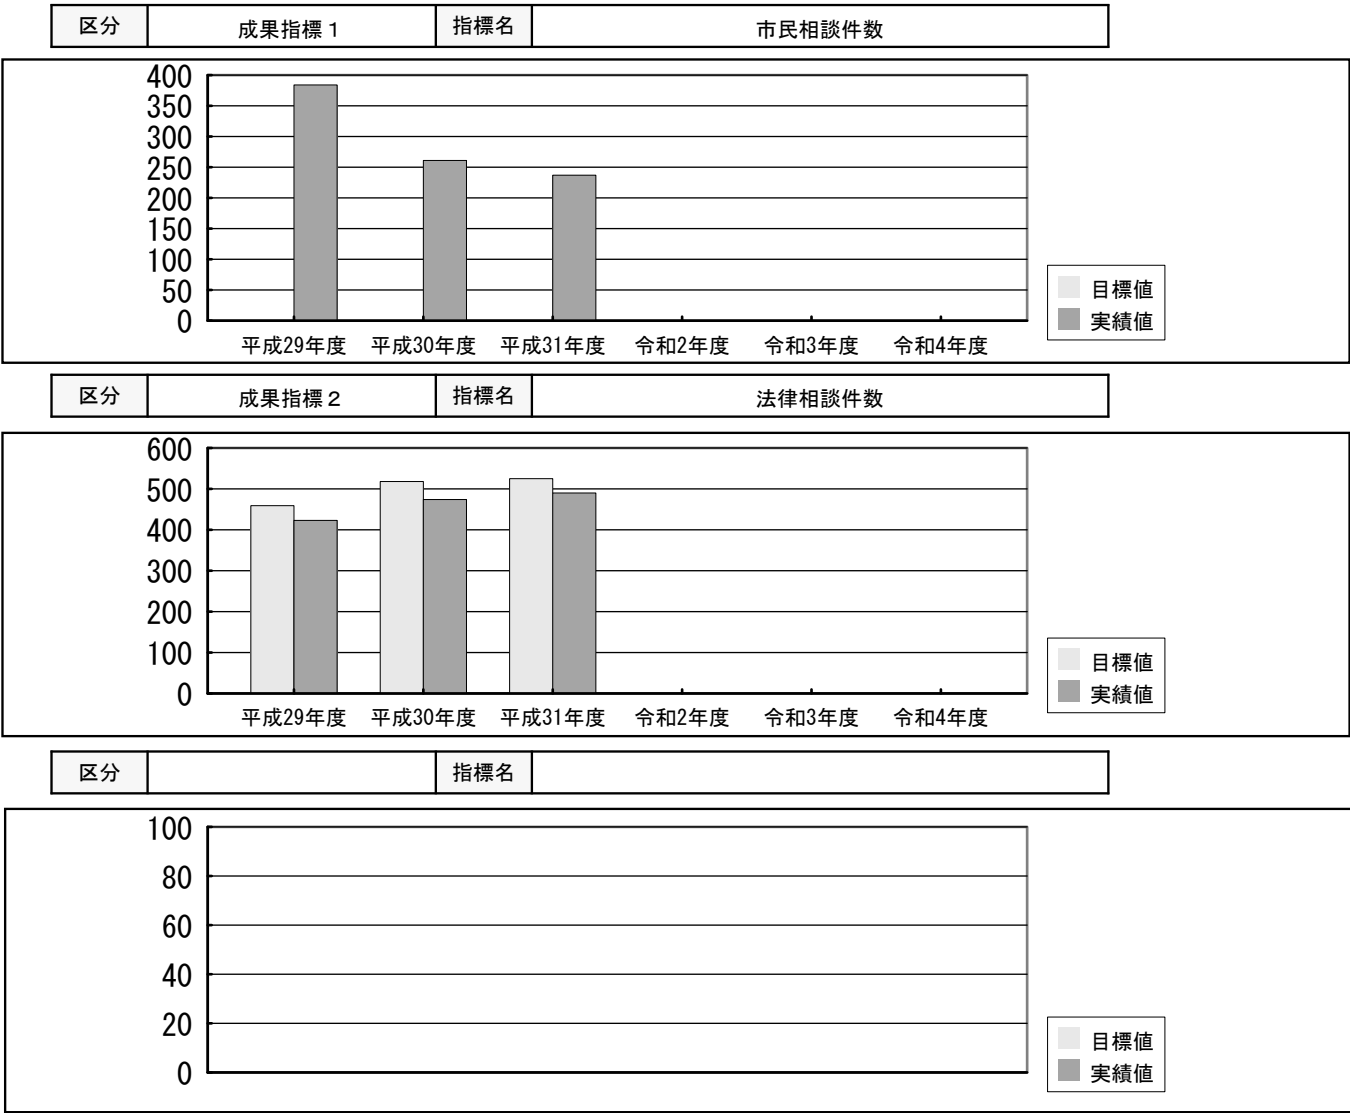 区分 成果指標１ 指標名 市民相談件数
400
350
300
250
200
150
100
50
0
平成29年度 平成30年度 平成31年度 令和2年度 令和3年度 令和4年度
目標値
実績値
区分 成果指標２ 指標名 法律相談件数
600
500
400
300
200
100
0
平成29年度 平成30年度 平成31年度 令和2年度 令和3年度 令和4年度
目標値
実績値
区分 指標名
100
80
60
40
20
0
目標値
実績値